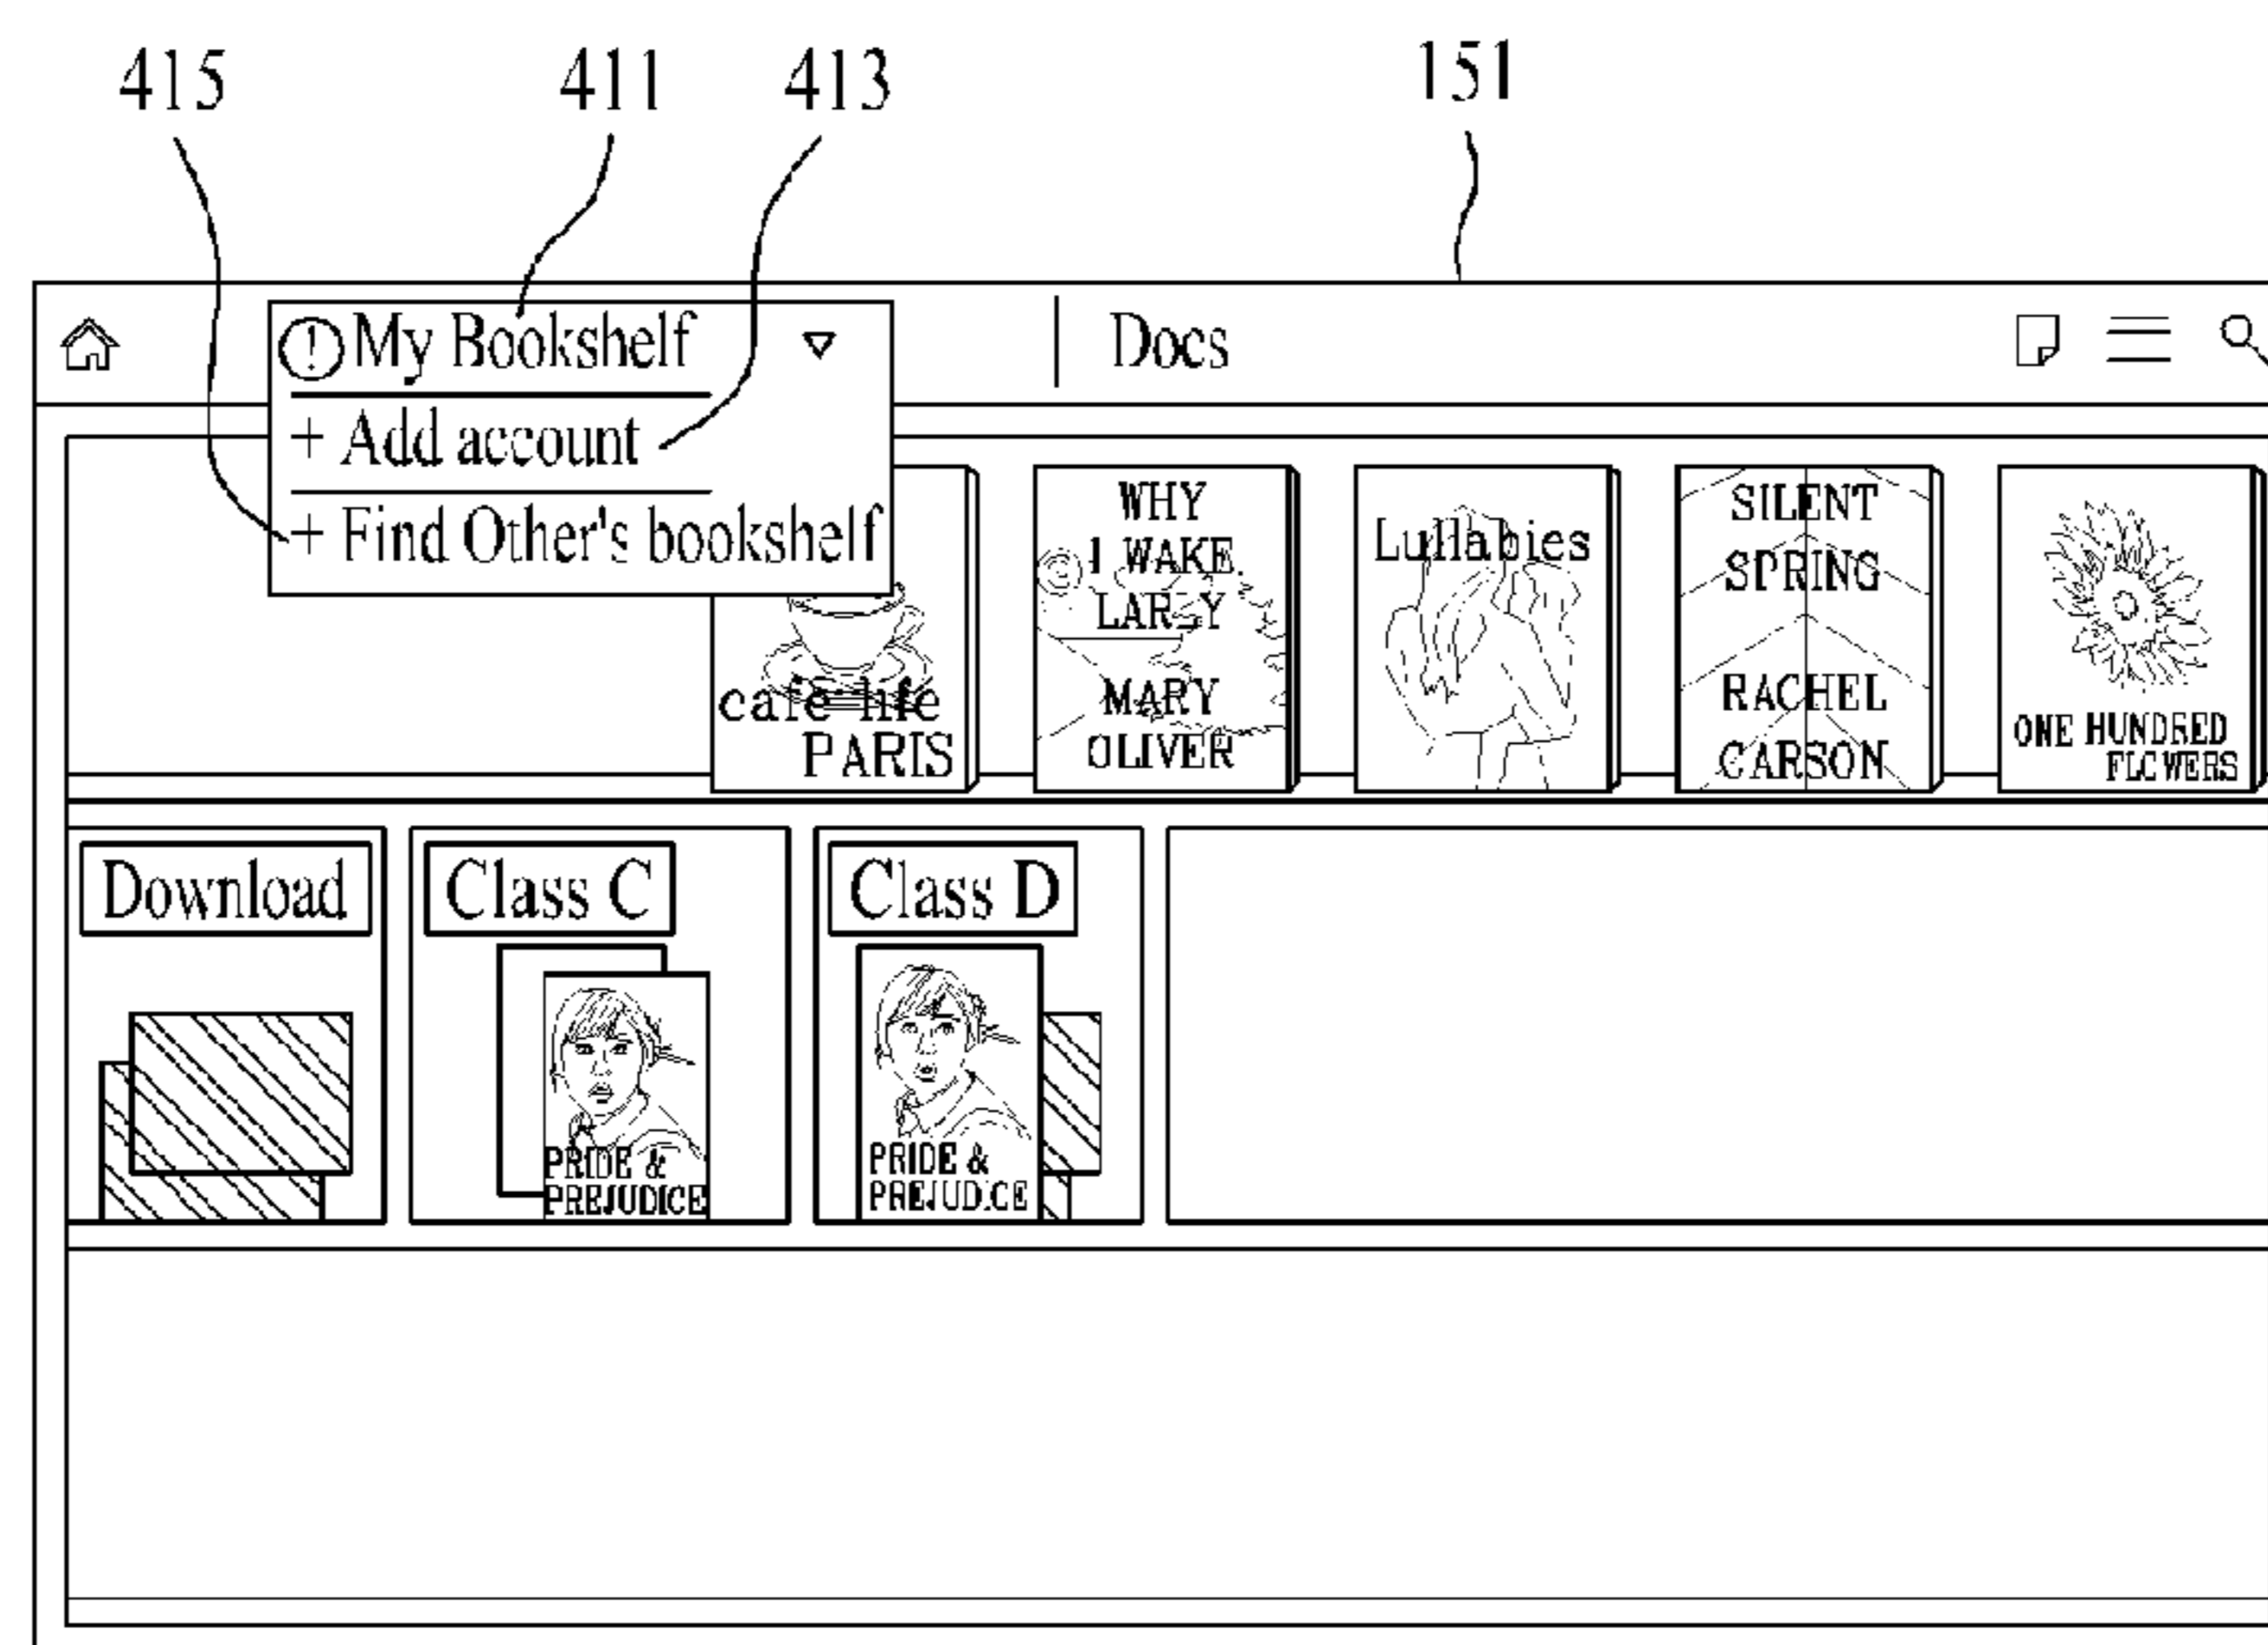 415 411 413 151
My Bookshelf
Docs
+ Add account
+ Find Other's bookshelf
cafe life
PARIS
WHY
I WAKE
LARLY
MARY
OLIVER
Lullabies
SILENT
SPRING
RACHEL
CARSON
ONE HUNDRED
FLOWERS
Download
Class C
PRIDE &
PREJUDICE
Class D
PRIDE &
PREJUDICE